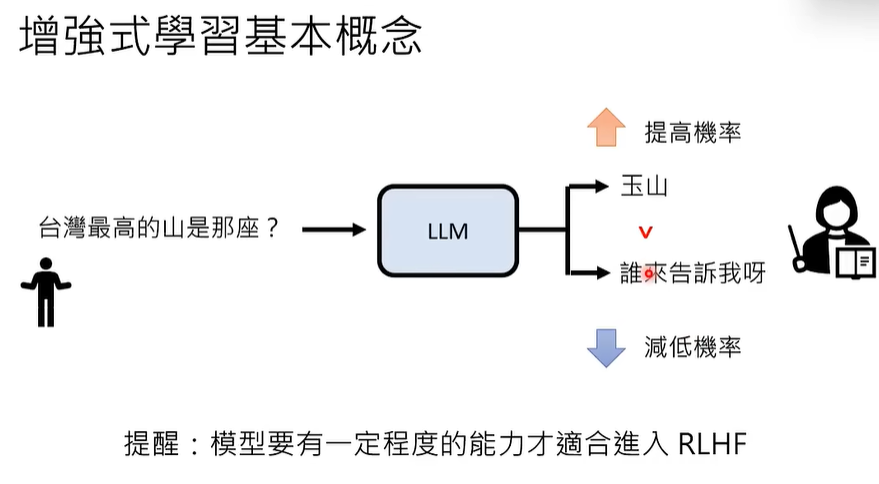 增強式學習基本概念
提高機率
玉山
台灣最高的山是那座？
LLM
v
誰來告訴我呀
減低機率
提醒：模型要有一定程度的能力才適合進入 RLHF